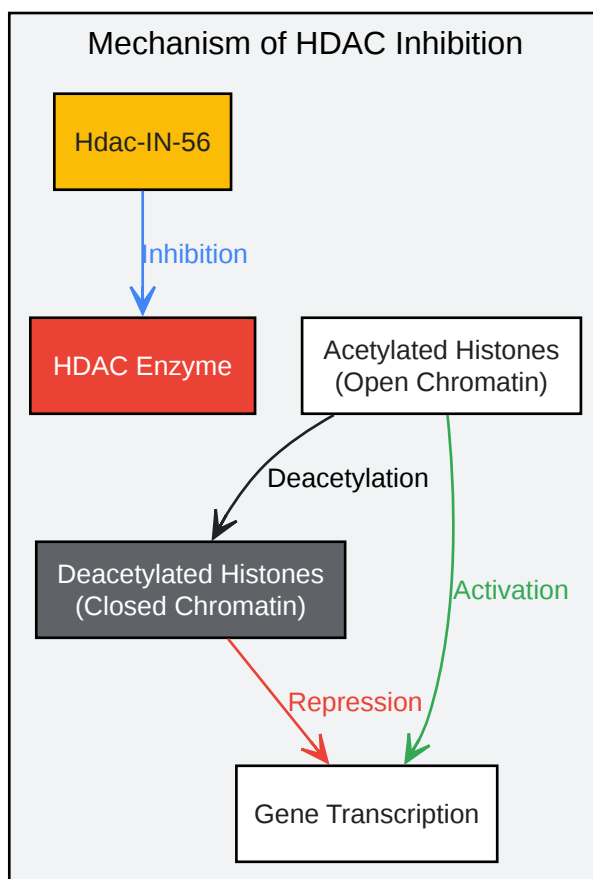 Mechanism of HDAC Inhibition
Hdac-IN-56
Inhibition
HDAC Enzyme
Acetylated Histones
(Open Chromatin)
Deacetylation
Deacetylated Histones
(Closed Chromatin)
Activation
Repression
Gene Transcription